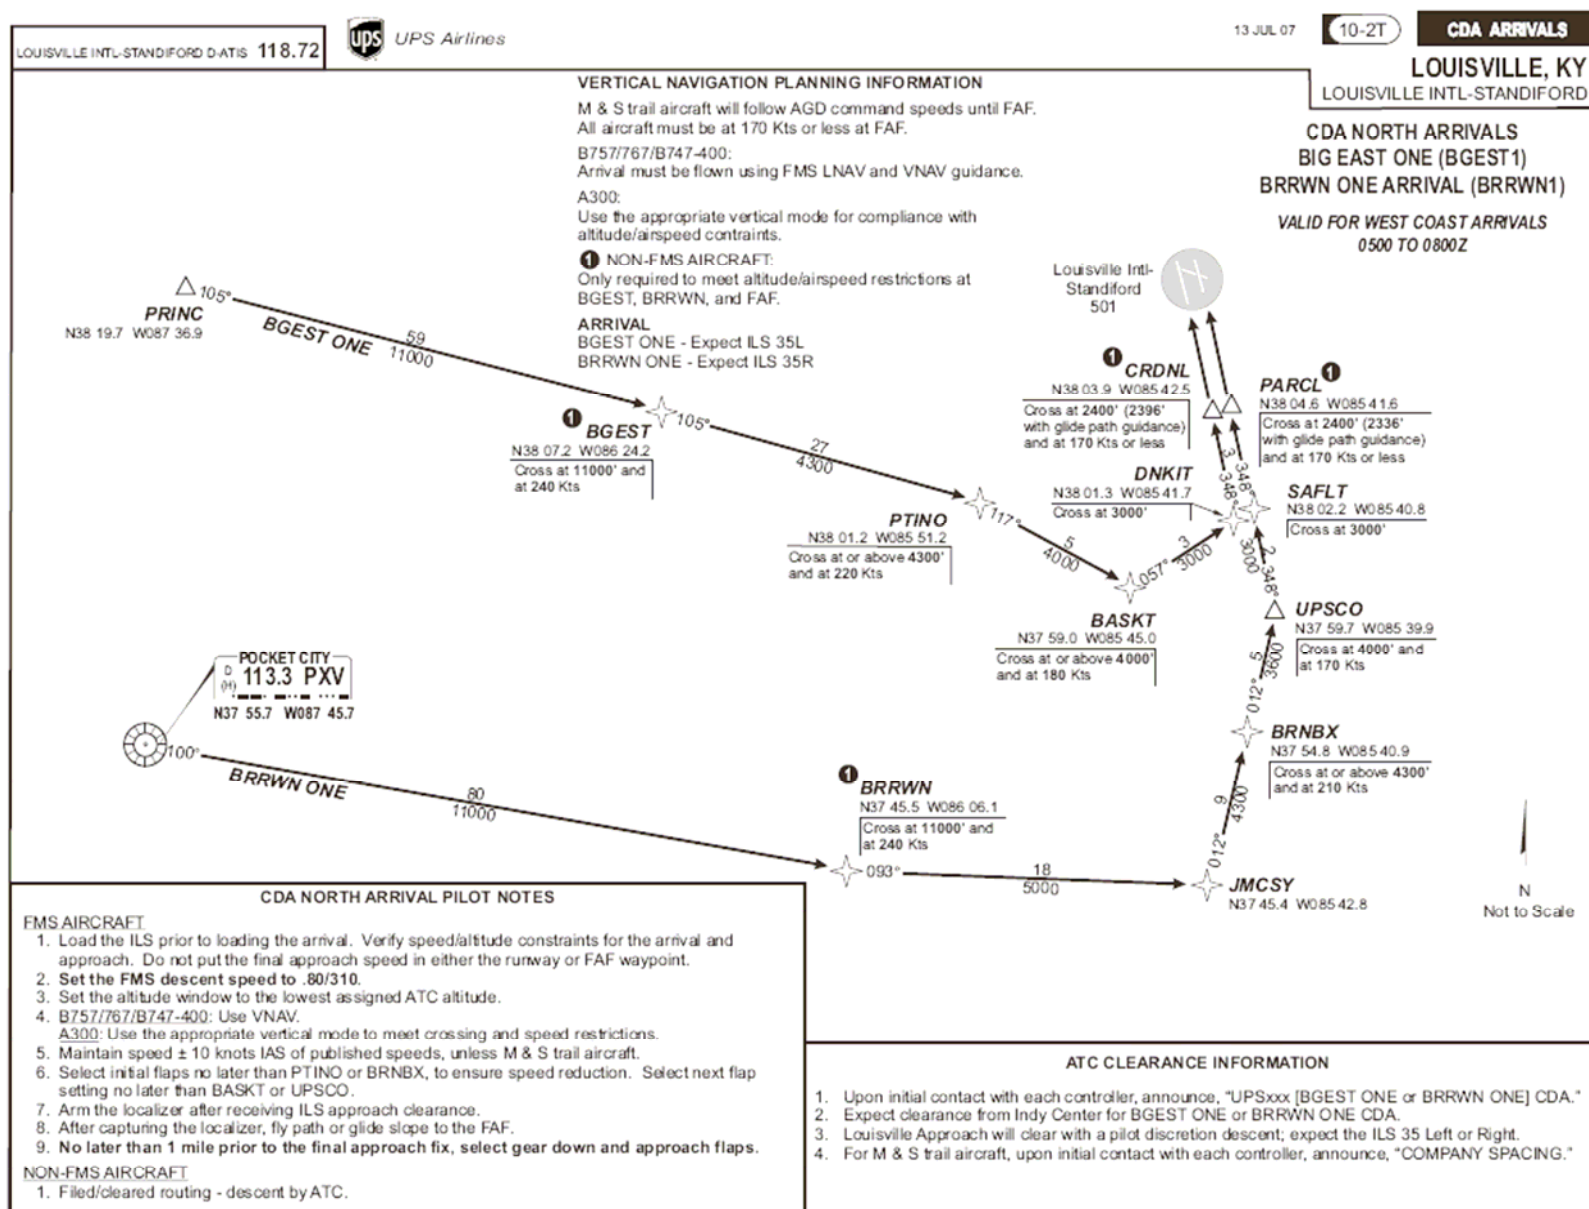 LOUISVILLE INTL-STANDIFORD D-ATIS 118.72
ups
UPS Airlines
13 JUL 07
10-2T
CDA ARRIVALS
LOUISVILLE, KY
LOUISVILLE INTL-STANDIFORD
CDA NORTH ARRIVALS
BIG EAST ONE (BGEST1)
BRRWN ONE ARRIVAL (BRRWN1)
VALID FOR WEST COAST ARRIVALS
0500 TO 0800Z
VERTICAL NAVIGATION PLANNING INFORMATION
M & S trail aircraft will follow AGD command speeds until FAF.
All aircraft must be at 170 Kts or less at FAF.
B757/767/B747-400:
Arrival must be flown using FMS LNAV and VNAV guidance.
A300:
Use the appropriate vertical mode for compliance with
altitude/airspeed contraints.
1 NON-FMS AIRCRAFT:
Only required to meet altitude/airspeed restrictions at
BGEST, BRRWN, and FAF.
ARRIVAL
BGEST ONE - Expect ILS 35L
BRRWN ONE - Expect ILS 35R
105°
PRINC
N38 19.7 W087 36.9
BGEST ONE
59
11000
1
BGEST
N38 07.2 W086 24.2
Cross at 11000' and
at 240 Kts
105°
27
4300
PTINO
N38 01.2 W085 51.2
Cross at or above 4300'
and at 220 Kts
117°
5
4000
BASKT
N37 59.0 W085 45.0
Cross at or above 4000'
and at 180 Kts
057°
3
3000
Louisville Intl-
Standiford
501
1
CRDNL
N38 03.9 W085 42.5
Cross at 2400' (2396'
with glide path guidance)
and at 170 Kts or less
PARCL 1
N38 04.6 W085 41.6
Cross at 2400' (2336'
with glide path guidance)
and at 170 Kts or less
3
348°
348°
DNKIT
N38 01.3 W085 41.7
Cross at 3000'
SAFLT
N38 02.2 W085 40.8
Cross at 3000'
2
3000
348°
UPSCO
N37 59.7 W085 39.9
Cross at 4000' and
at 170 Kts
5
3600
012°
BRNBX
N37 54.8 W085 40.9
Cross at or above 4300'
and at 210 Kts
9
4300
012°
POCKET CITY
D
(H)
113.3 PXV
N37 55.7 W087 45.7
100°
BRRWN ONE
80
11000
1
BRRWN
N37 45.5 W086 06.1
Cross at 11000' and
at 240 Kts
093°
18
5000
JMCSY
N37 45.4 W085 42.8
N
Not to Scale
CDA NORTH ARRIVAL PILOT NOTES
FMS AIRCRAFT
1. Load the ILS prior to loading the arrival. Verify speed/altitude constraints for the arrival and
approach. Do not put the final approach speed in either the runway or FAF waypoint.
2. Set the FMS descent speed to .80/310.
3. Set the altitude window to the lowest assigned ATC altitude.
4. B757/767/B747-400: Use VNAV.
A300: Use the appropriate vertical mode to meet crossing and speed restrictions.
5. Maintain speed ± 10 knots IAS of published speeds, unless M & S trail aircraft.
6. Select initial flaps no later than PTINO or BRNBX, to ensure speed reduction. Select next flap
setting no later than BASKT or UPSCO.
7. Arm the localizer after receiving ILS approach clearance.
8. After capturing the localizer, fly path or glide slope to the FAF.
9. No later than 1 mile prior to the final approach fix, select gear down and approach flaps.
NON-FMS AIRCRAFT
1. Filed/cleared routing - descent by ATC.
ATC CLEARANCE INFORMATION
1. Upon initial contact with each controller, announce, "UPSxxx [BGEST ONE or BRRWN ONE] CDA."
2. Expect clearance from Indy Center for BGEST ONE or BRRWN ONE CDA.
3. Louisville Approach will clear with a pilot discretion descent; expect the ILS 35 Left or Right.
4. For M & S trail aircraft, upon initial contact with each controller, announce, "COMPANY SPACING."